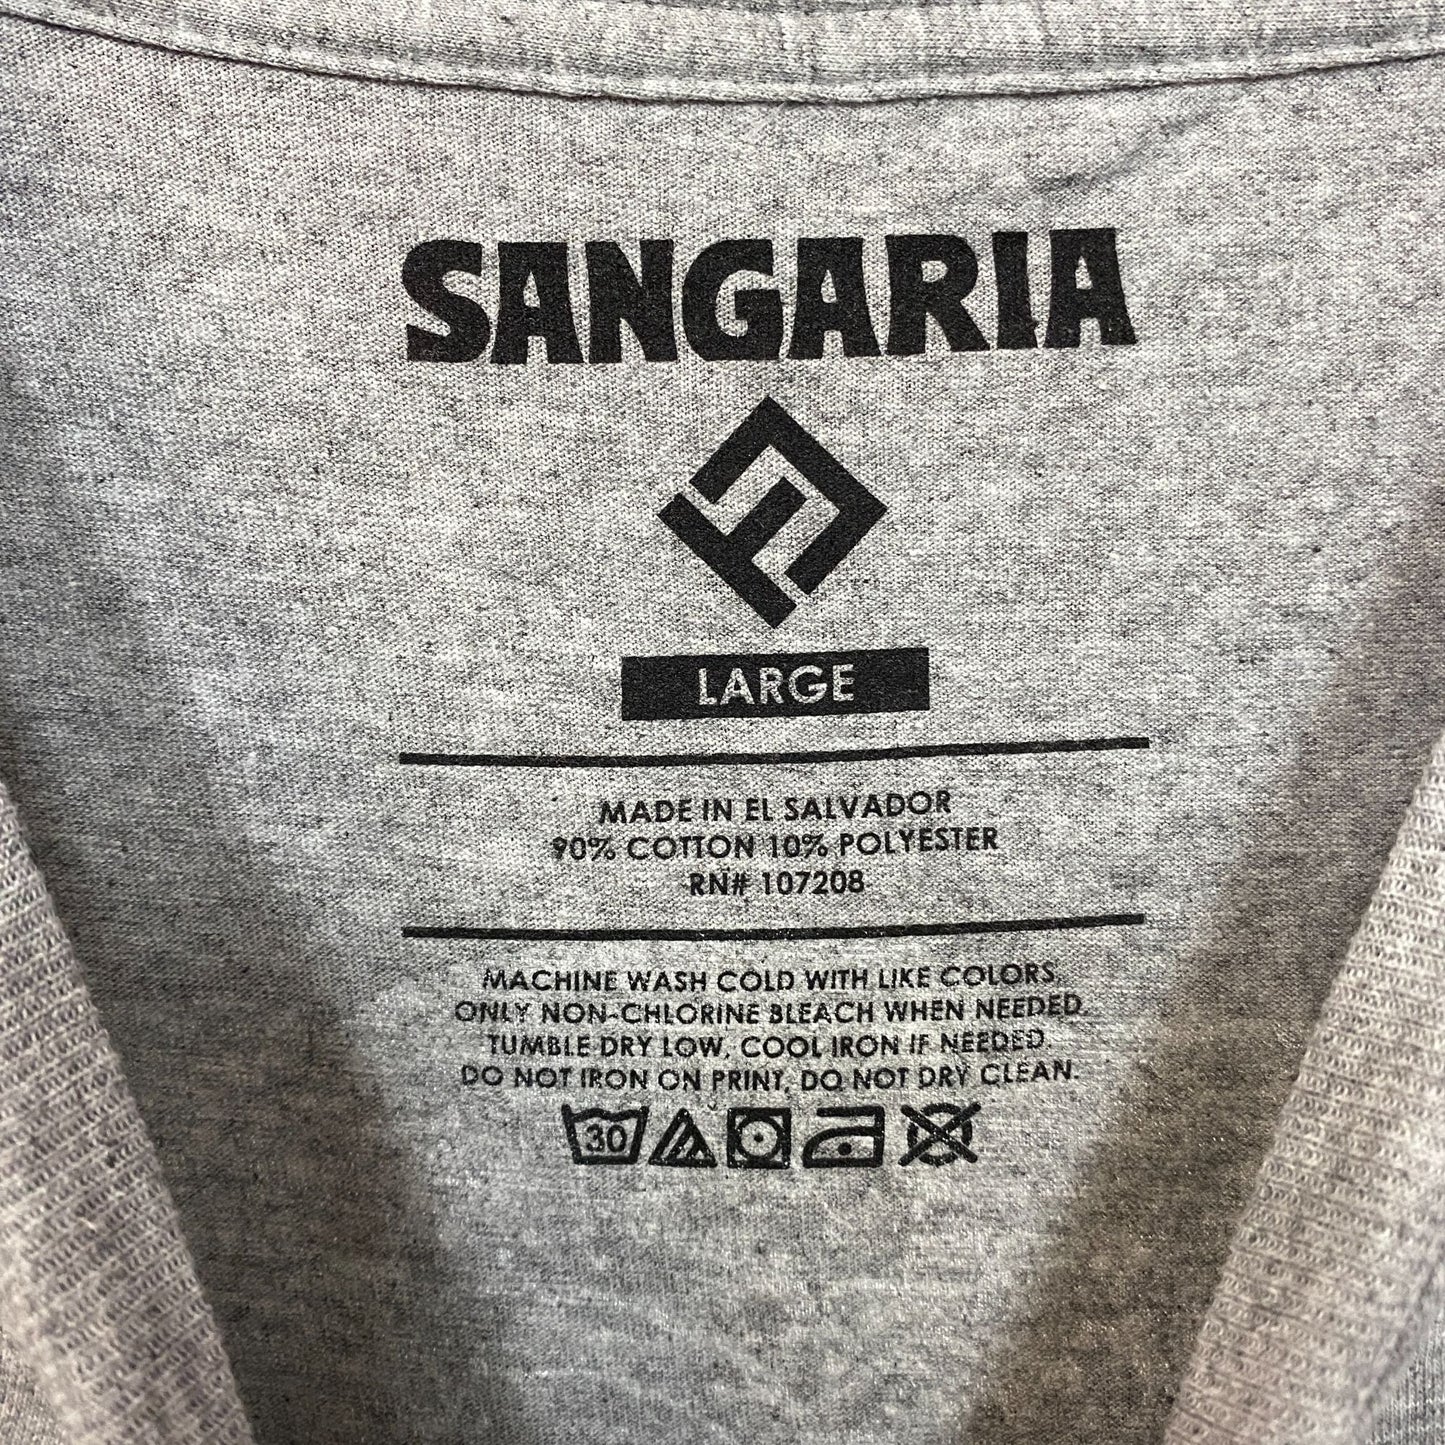 SANGARIA
LARGE
MADE IN EL SALVADOR
90% COTTON 10% POLYESTER
RN# 107208
MACHINE WASH COLD WITH LIKE COLORS.
ONLY NON-CHLORINE BLEACH WHEN NEEDED.
TUMBLE DRY LOW, COOL IRON IF NEEDED.
DO NOT IRON ON PRINT, DO NOT DRY CLEAN.
30